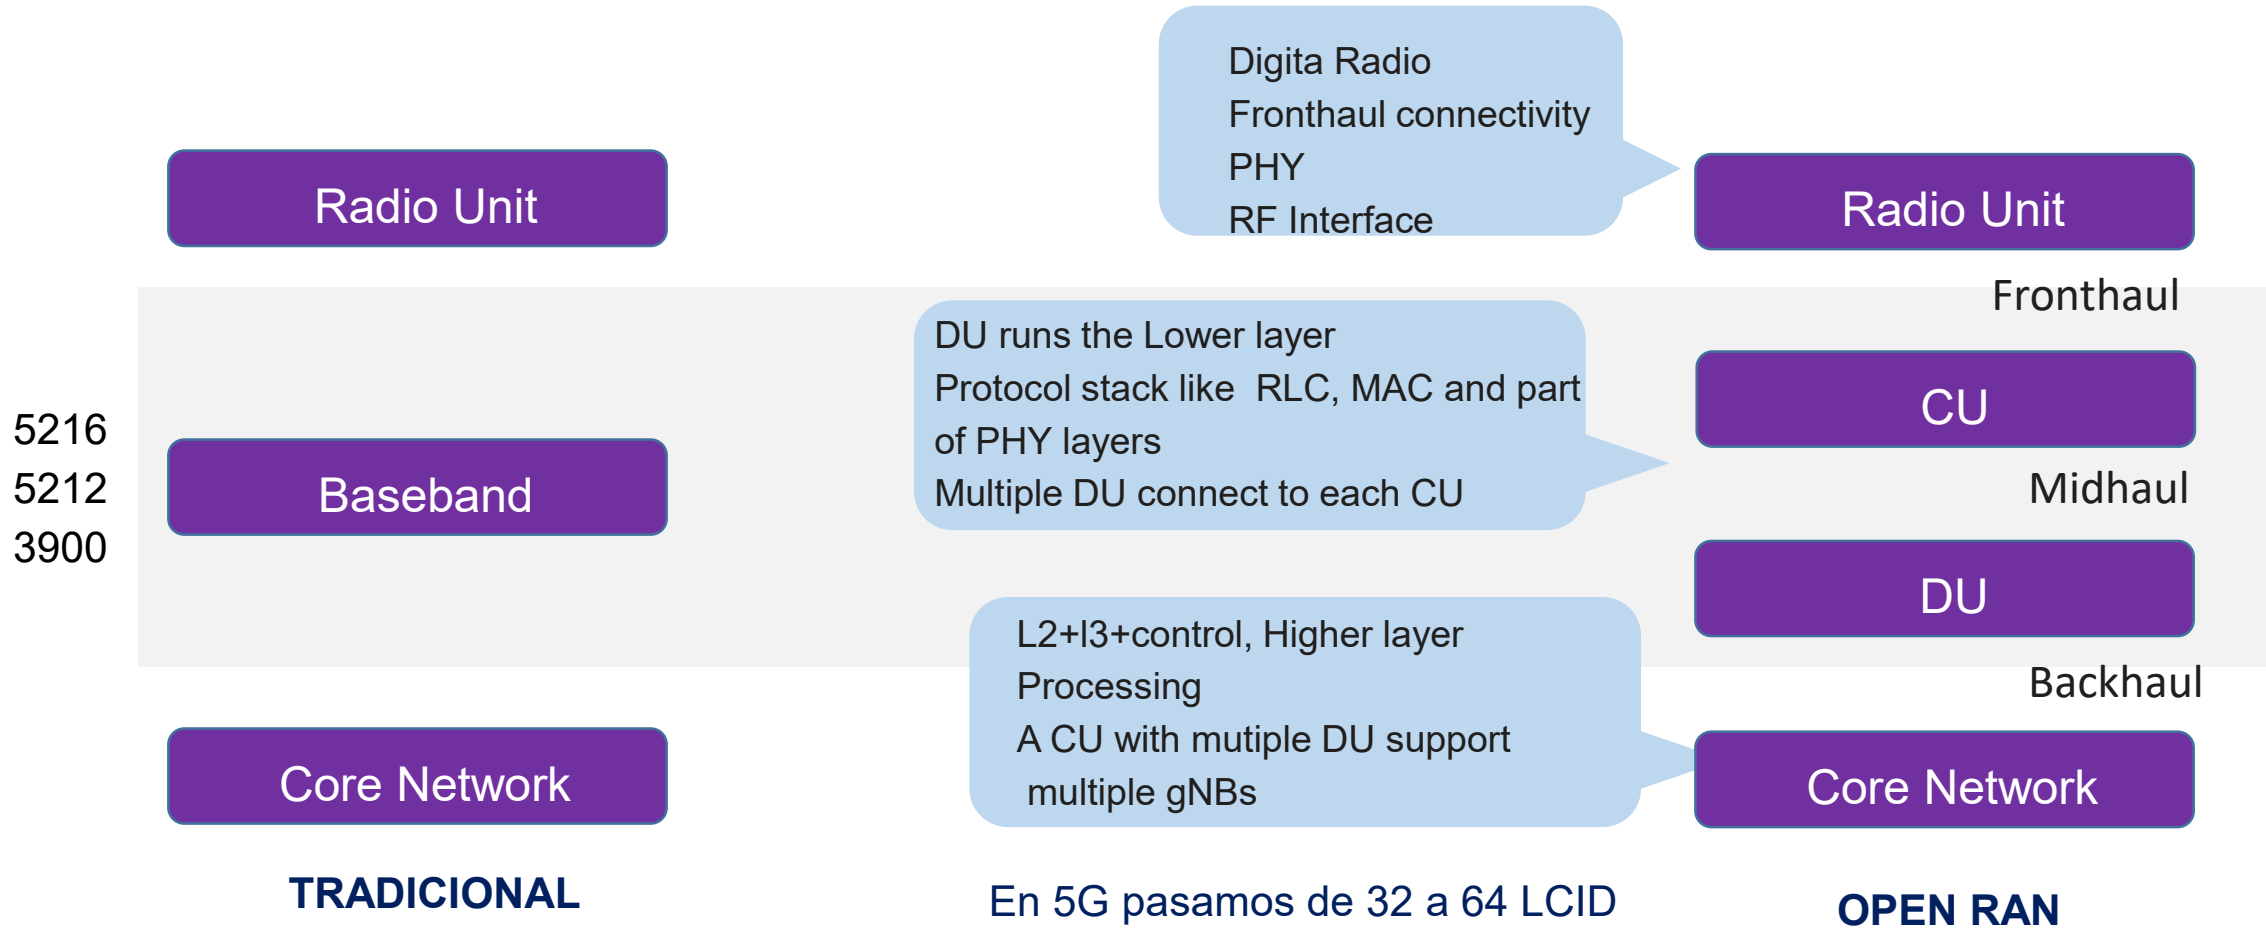 Digita Radio
Fronthaul connectivity
PHY
RF Interface
Radio Unit
Radio Unit
Fronthaul
DU runs the Lower layer
Protocol stack like  RLC, MAC and part
of PHY layers
Multiple DU connect to each CU
CU
5216
5212
3900
Baseband
Midhaul
DU
L2+l3+control, Higher layer
Processing
A CU with mutiple DU support
multiple gNBs
Backhaul
Core Network
Core Network
TRADICIONAL
En 5G pasamos de 32 a 64 LCID
OPEN RAN